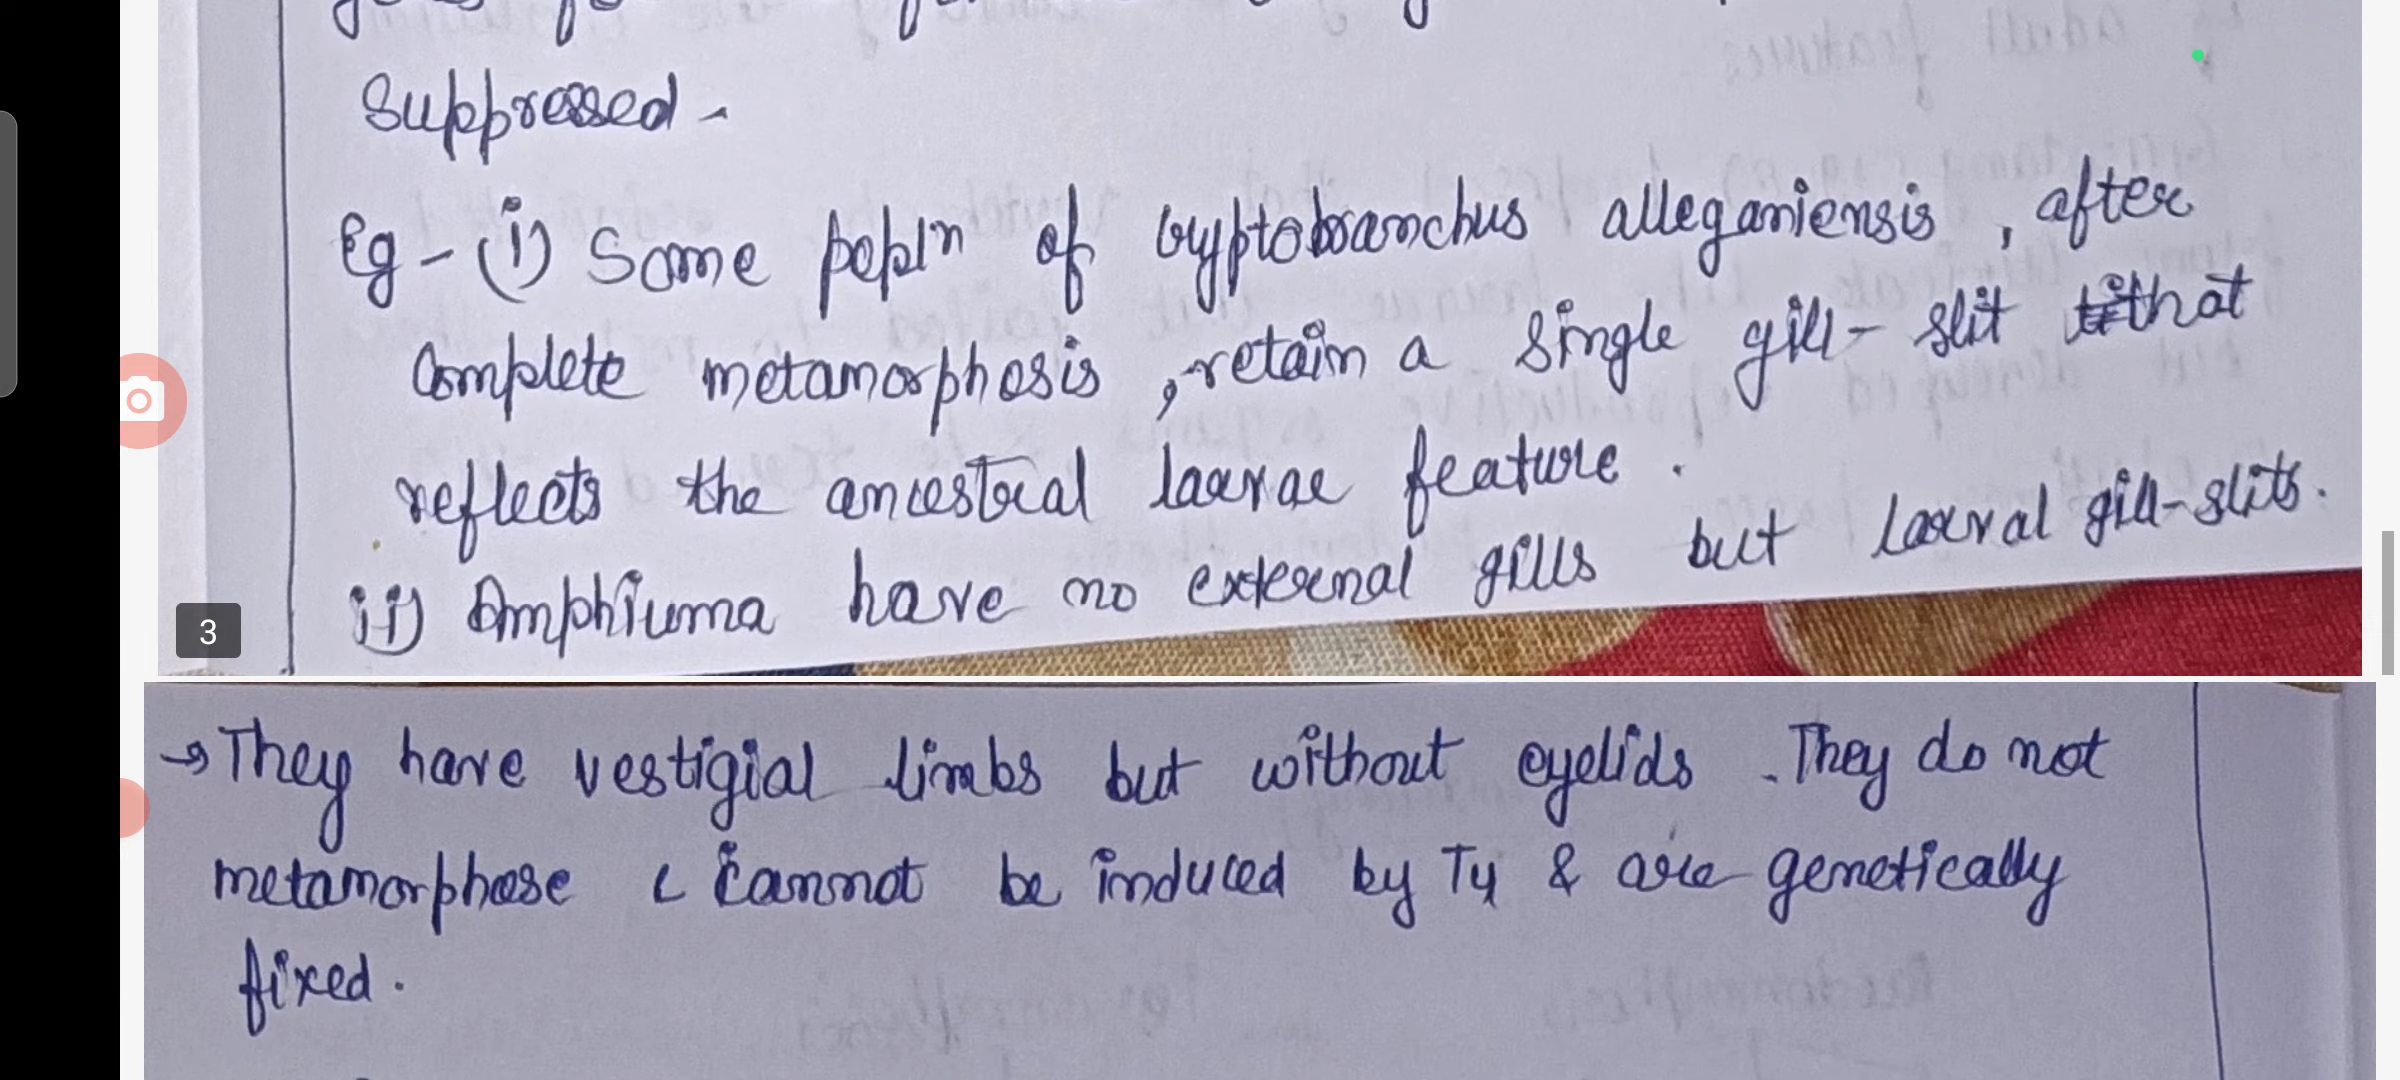 Suppressed -
Eg - (i) Some popln of cryptobranchus alleganiensis, after
Complete metamorphosis, retain a single gill-slit that
reflects the ancestral larvae feature.
ii) Amphiuma have no external gills but larval gill-slits.
3
→ They have vestigial limbs but without eyelids. They do not
metamorphose & cannot be induced by T4 & are genetically
fixed.